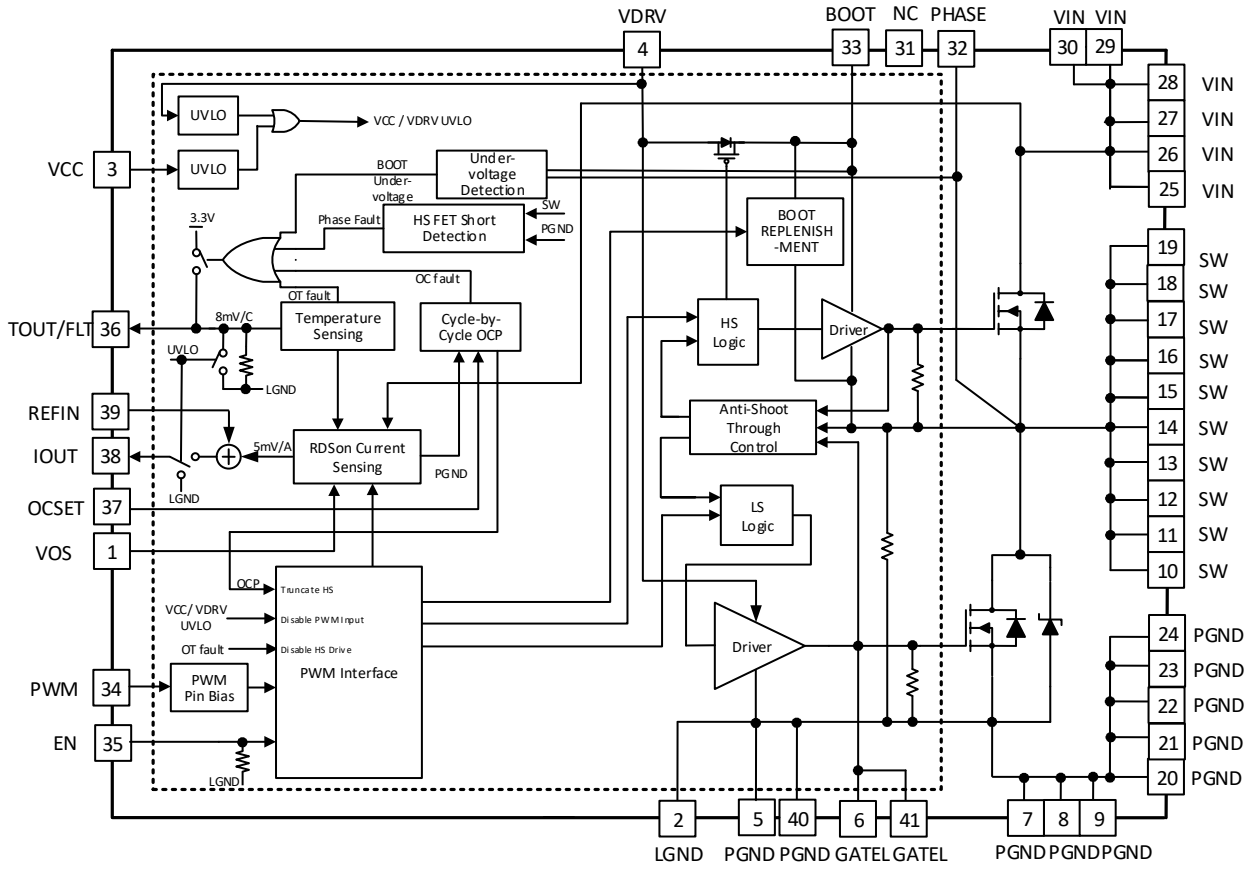 VDRV
BOOT
NC
PHASE
VIN
VIN
4
33
31
32
30
29
28
VIN
27
VIN
26
VIN
25
VIN
UVLO
VCC / VDRV UVLO
VCC
3
UVLO
BOOT
Under-
voltage
Under-
voltage
Detection
3.3V
Phase Fault
HS FET Short
Detection
SW
PGND
BOOT
REPLENISH
-MENT
OC fault
OT fault
19
SW
18
SW
17
SW
16
SW
15
SW
14
SW
13
SW
12
SW
11
SW
10
SW
TOUT/FLT
36
8mV/C
Temperature
Sensing
Cycle-by-
Cycle OCP
HS
Logic
Driver
UVLO
LGND
REFIN
39
IOUT
38
5mV/A
RDSon Current
Sensing
PGND
Anti-Shoot
Through
Control
LGND
OCSET
37
VOS
1
LS
Logic
OCP
Truncate HS
VCC/ VDRV
UVLO
Disable PWM Input
OT fault
Disable HS Drive
PWM Interface
Driver
PWM
34
PWM
Pin Bias
EN
35
LGND
24
PGND
23
PGND
22
PGND
21
PGND
20
PGND
2
5
40
6
41
7
8
9
LGND
PGND
PGND
GATEL
GATEL
PGND
PGND
PGND